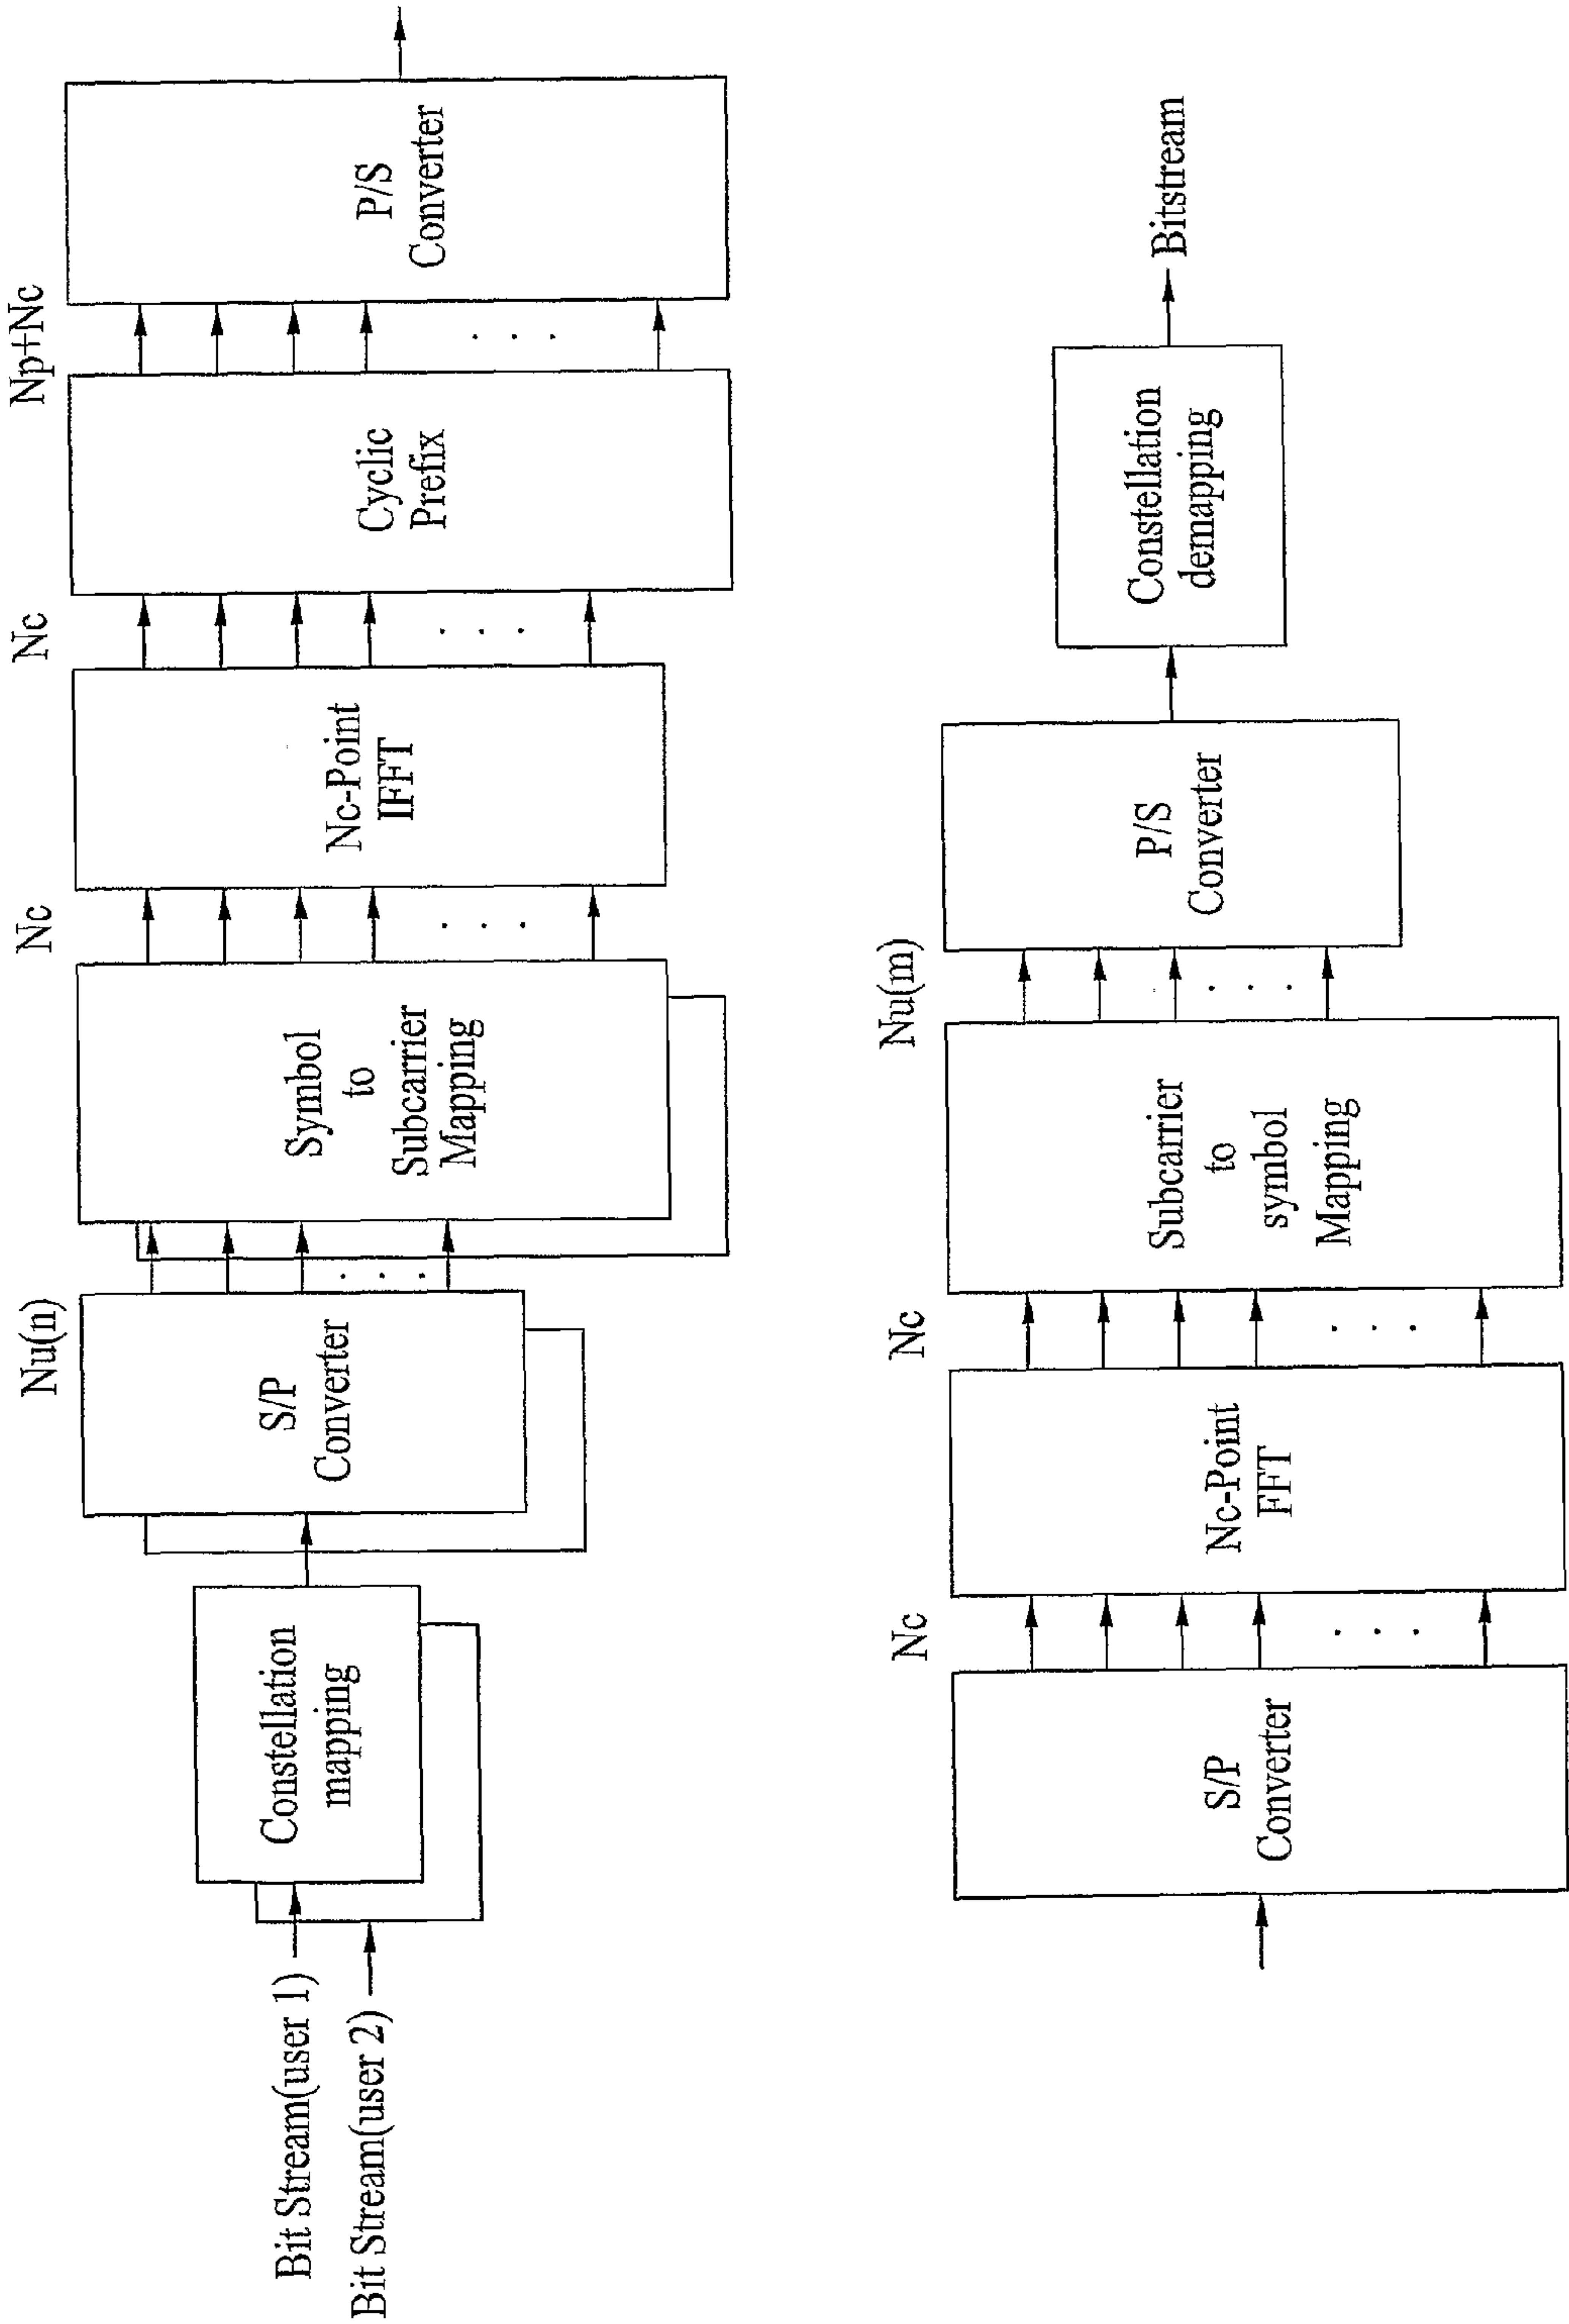 Bit Stream(user 1)
Bit Stream(user 2)
Constellation
mapping
S/P
Converter
Nu(n)
Symbol
to
Subcarrier
Mapping
Nc
Nc-Point
IFFT
Nc
Cyclic
Prefix
Np+Nc
P/S
Converter
S/P
Converter
Nc
Nc-Point
FFT
Nc
Subcarrier
to
symbol
Mapping
Nu(m)
P/S
Converter
Constellation
demapping
Bitstream